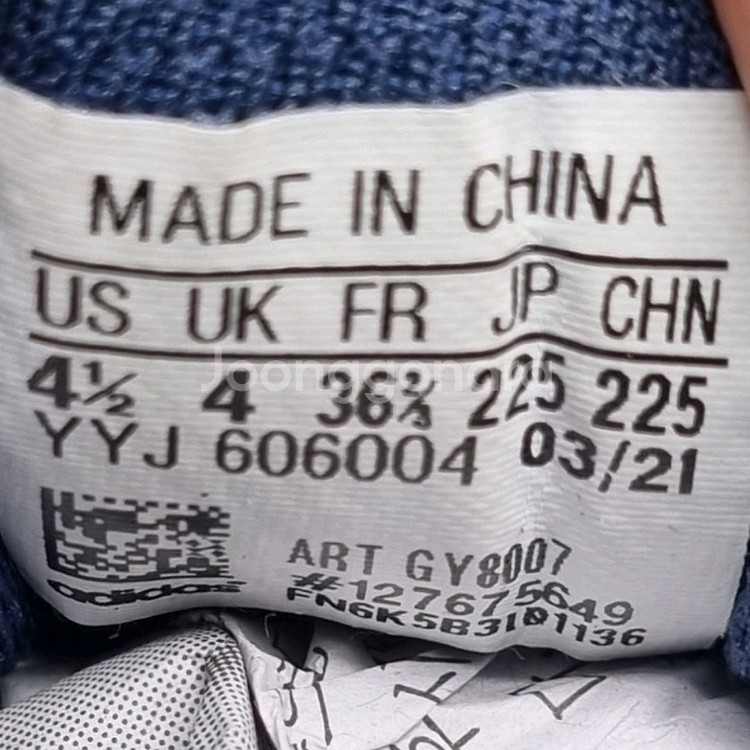 MADE IN CHINA
US UK FR JP CHN
4½ 4 36⅔ 225 225
YYJ 606004 03/21
ART GY8007
#127675649
adidas
FN6K5B3101136
Joonggonara